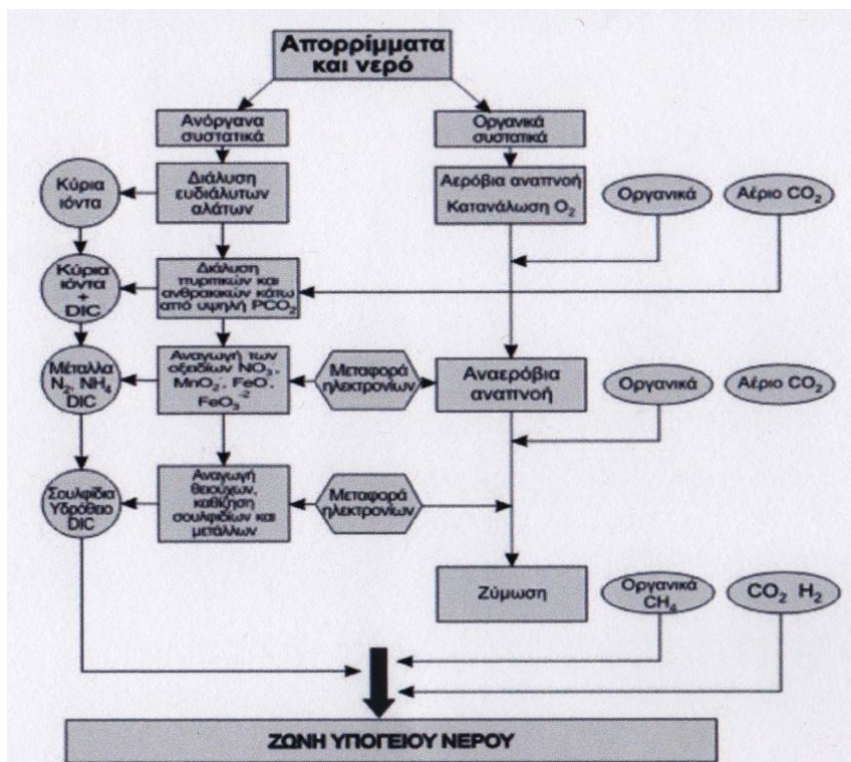 Απορρίμματα
και νερό
Ανόργανα
συστατικά
Οργανικά
συστατικά
Κύρια
ιόντα
Διάλυση
ευδιάλυτων
αλάτων
Αερόβια αναπνοή
Κατανάλωση O₂
Οργανικά
Αέριο CO₂
Κύρια
ιόντα
+
DIC
Διάλυση
πυριτικών και
ανθρακικών κάτω
από υψηλή PCO₂
Μέταλλα
N₂, NH₄
DIC
Αναγωγή των
οξειδίων NO₃⁻,
MnO₂⁻, FeO⁻,
FeO₃⁻²
Μεταφορά
ηλεκτρονίων
Αναερόβια
αναπνοή
Οργανικά
Αέριο CO₂
Σουλφίδια
Υδρόθειο
DIC
Αναγωγή
θειούχων,
καθίζηση
σουλφιδίων και
μετάλλων
Μεταφορά
ηλεκτρονίων
Ζύμωση
Οργανικά
CH₄
CO₂ H₂
ΖΩΝΗ ΥΠΟΓΕΙΟΥ ΝΕΡΟΥ